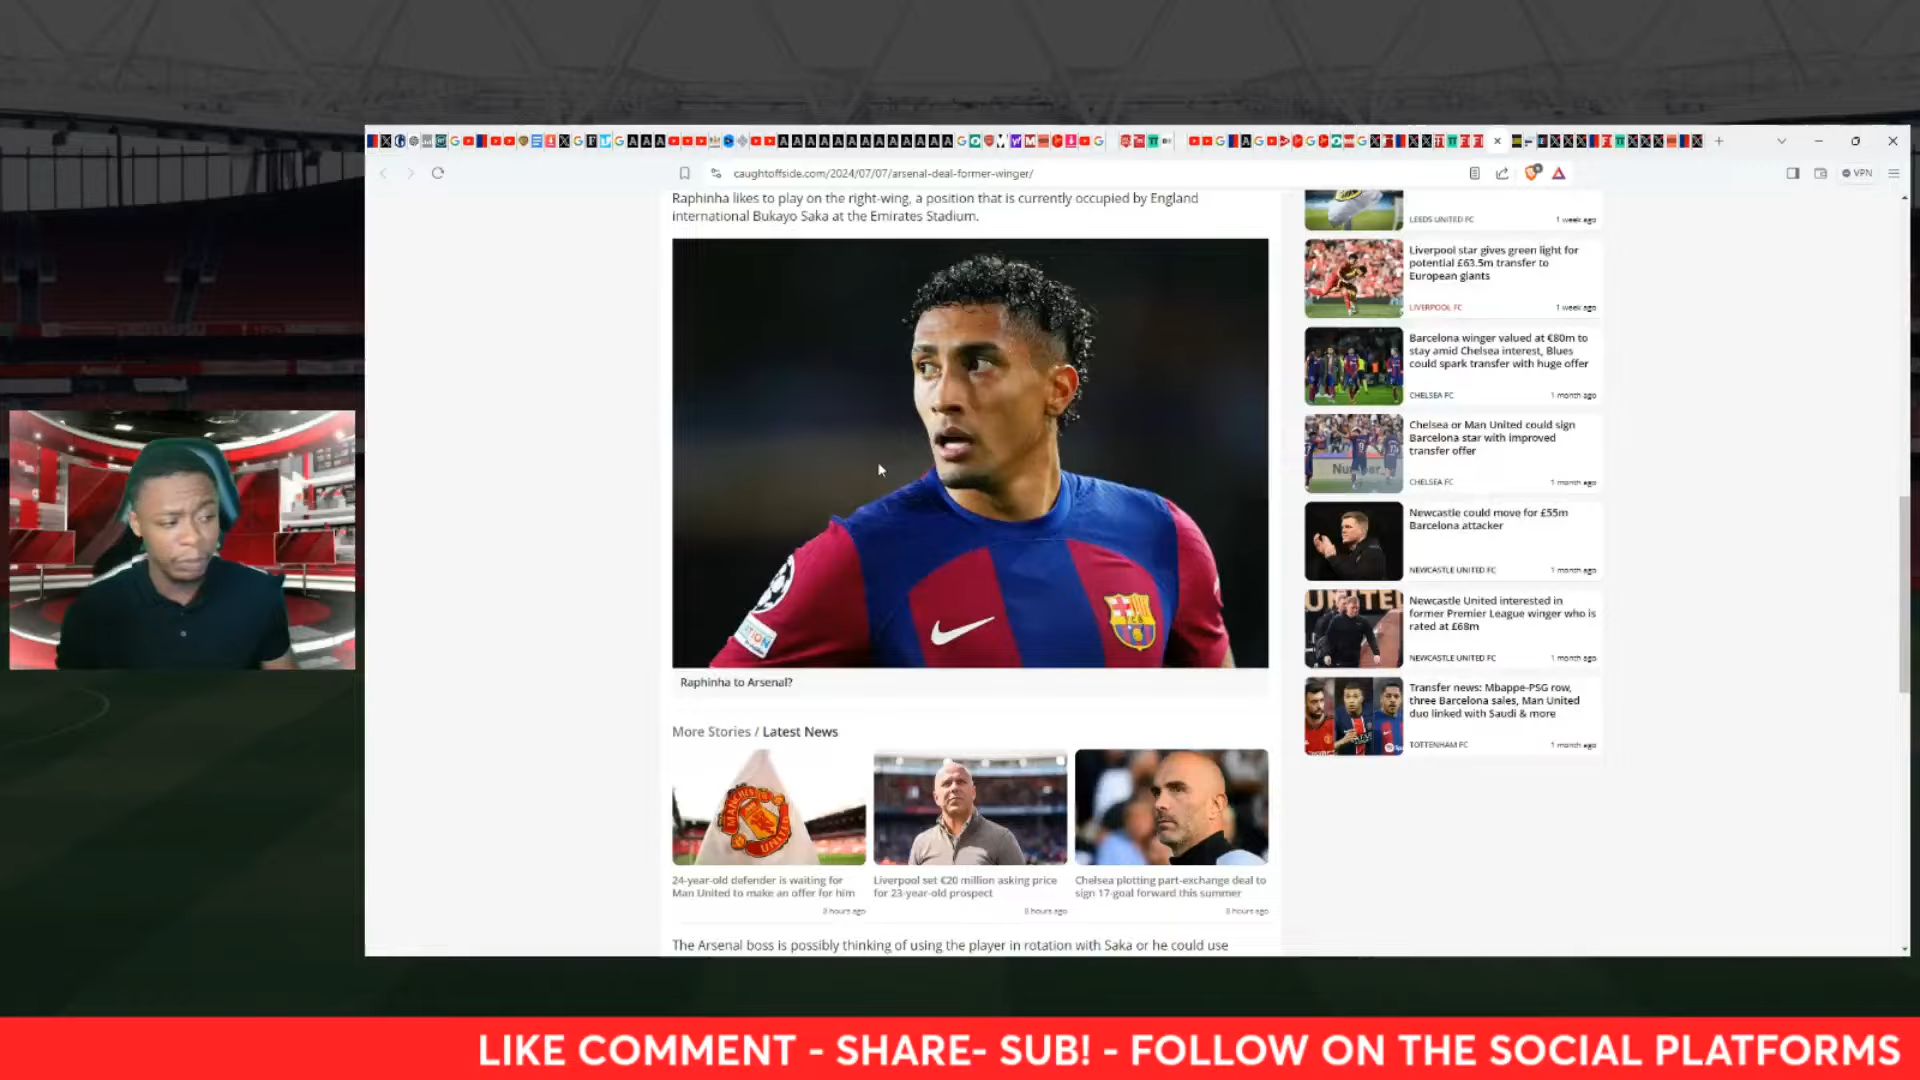 caughtoffside.com/2024/07/07/arsenal-deal-former-winger/
VPN
Raphinha likes to play on the right-wing, a position that is currently occupied by England
international Bukayo Saka at the Emirates Stadium.
Raphinha to Arsenal?
More Stories / Latest News
24-year-old defender is waiting for
Man United to make an offer for him
Liverpool set €20 million asking price
for 23-year-old prospect
8 hours ago
Chelsea plotting part-exchange deal to
sign 17-goal forward this summer
8 hours ago
The Arsenal boss is possibly thinking of using the player in rotation with Saka or he could use
LEEDS UNITED FC
1 week ago
Liverpool star gives green light for
potential £63.5m transfer to
European giants
LIVERPOOL FC
1 week ago
Barcelona winger valued at €80m to
stay amid Chelsea interest, Blues
could spark transfer with huge offer
CHELSEA FC
1 month ago
Chelsea or Man United could sign
Barcelona star with improved
transfer offer
CHELSEA FC
1 month ago
Newcastle could move for £55m
Barcelona attacker
NEWCASTLE UNITED FC
1 month ago
Newcastle United interested in
former Premier League winger who is
rated at £68m
NEWCASTLE UNITED FC
1 month ago
Transfer news: Mbappe-PSG row,
three Barcelona sales, Man United
duo linked with Saudi & more
TOTTENHAM FC
1 month ago
LIKE COMMENT - SHARE- SUB! - FOLLOW ON THE SOCIAL PLATFORMS